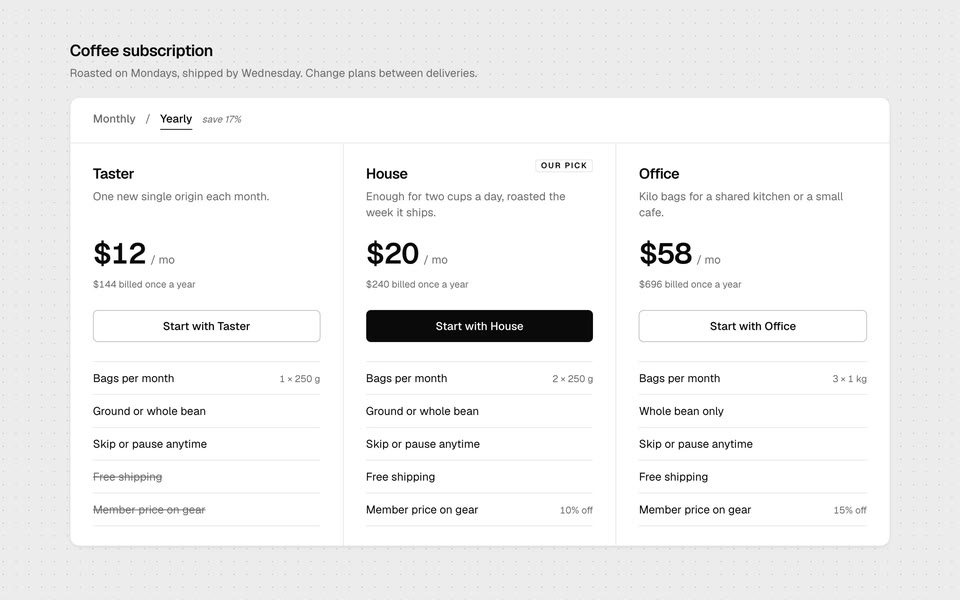 Coffee subscription
Roasted on Mondays, shipped by Wednesday. Change plans between deliveries.
Monthly / Yearly save 17%
Taster
One new single origin each month.
$12 / mo
$144 billed once a year
Start with Taster
Bags per month 1 × 250 g
Ground or whole bean
Skip or pause anytime
Free shipping
Member price on gear
OUR PICK
House
Enough for two cups a day, roasted the
week it ships.
$20 / mo
$240 billed once a year
Start with House
Bags per month 2 × 250 g
Ground or whole bean
Skip or pause anytime
Free shipping
Member price on gear 10% off
Office
Kilo bags for a shared kitchen or a small
cafe.
$58 / mo
$696 billed once a year
Start with Office
Bags per month 3 × 1 kg
Whole bean only
Skip or pause anytime
Free shipping
Member price on gear 15% off